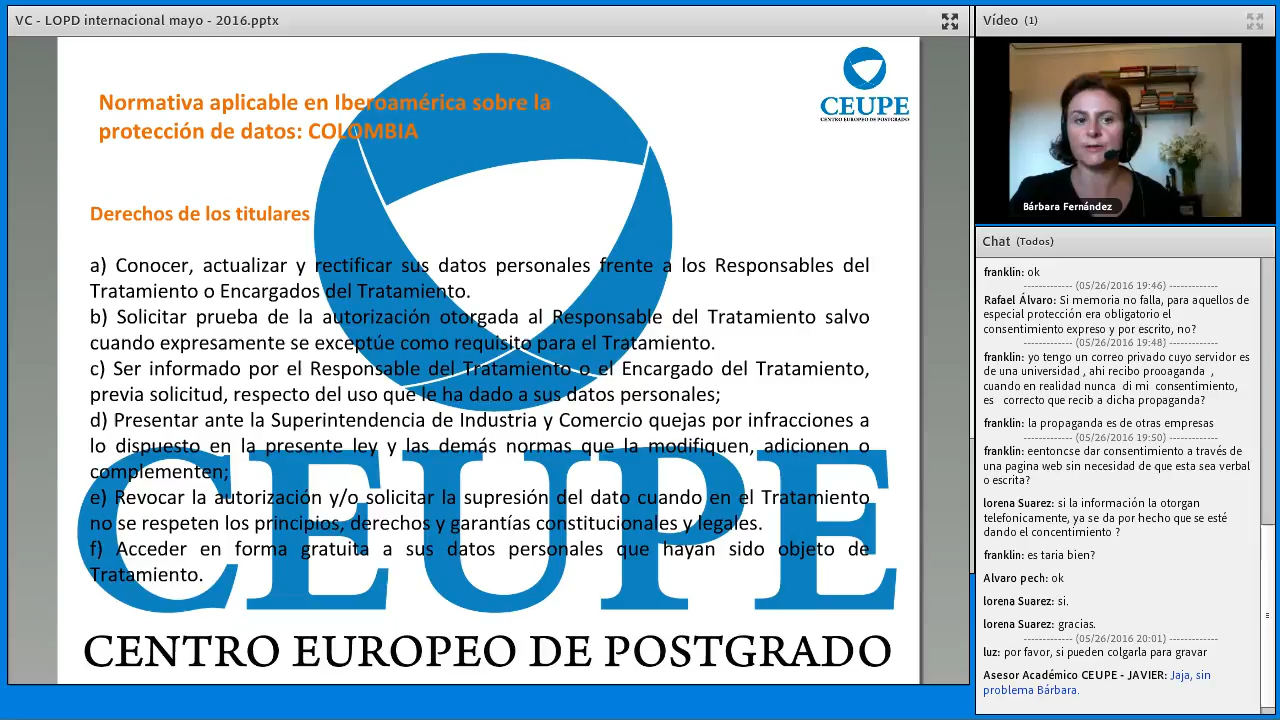 VC - LOPD internacional mayo - 2016.pptx
Normativa aplicable en Iberoamérica sobre la
protección de datos: COLOMBIA
CEUPE
CENTRO EUROPEO DE POSTGRADO
Derechos de los titulares
a) Conocer, actualizar y rectificar sus datos personales frente a los Responsables del
Tratamiento o Encargados del Tratamiento.
b) Solicitar prueba de la autorización otorgada al Responsable del Tratamiento salvo
cuando expresamente se exceptúe como requisito para el Tratamiento.
c) Ser informado por el Responsable del Tratamiento o el Encargado del Tratamiento,
previa solicitud, respecto del uso que le ha dado a sus datos personales;
d) Presentar ante la Superintendencia de Industria y Comercio quejas por infracciones a
lo dispuesto en la presente ley y las demás normas que la modifiquen, adicionen o
complementen;
e) Revocar la autorización y/o solicitar la supresión del dato cuando en el Tratamiento
no se respeten los principios, derechos y garantías constitucionales y legales.
f) Acceder en forma gratuita a sus datos personales que hayan sido objeto de
Tratamiento.
CEUPE
CENTRO EUROPEO DE POSTGRADO
Vídeo (1)
Bárbara Fernández
Chat (Todos)
franklin: ok
------------ (05/26/2016 19:46) ------------
Rafael Álvaro: Si memoria no falla, para aquellos de
especial protección era obligatorio el
consentimiento expreso y por escrito, no?
------------ (05/26/2016 19:48) ------------
franklin: yo tengo un correo privado cuyo servidor es
de una universidad , ahi recibo prooaganda ,
cuando en realidad nunca di mi consentimiento,
es correcto que recib a dicha propaganda?
franklin: la propaganda es de otras empresas
------------ (05/26/2016 19:50) ------------
franklin: eentoncse dar consentimiento a través de
una pagina web sin necesidad de que esta sea verbal
o escrita?
lorena Suarez: si la información la otorgan
telefonicamente, ya se da por hecho que se esté
dando el concentimiento ?
franklin: es taria bien?
Alvaro pech: ok
lorena Suarez: si.
lorena Suarez: gracias.
------------ (05/26/2016 20:01) ------------
luz: por favor, si pueden colgarla para gravar
Asesor Académico CEUPE - JAVIER: Jaja, sin
problema Bárbara.